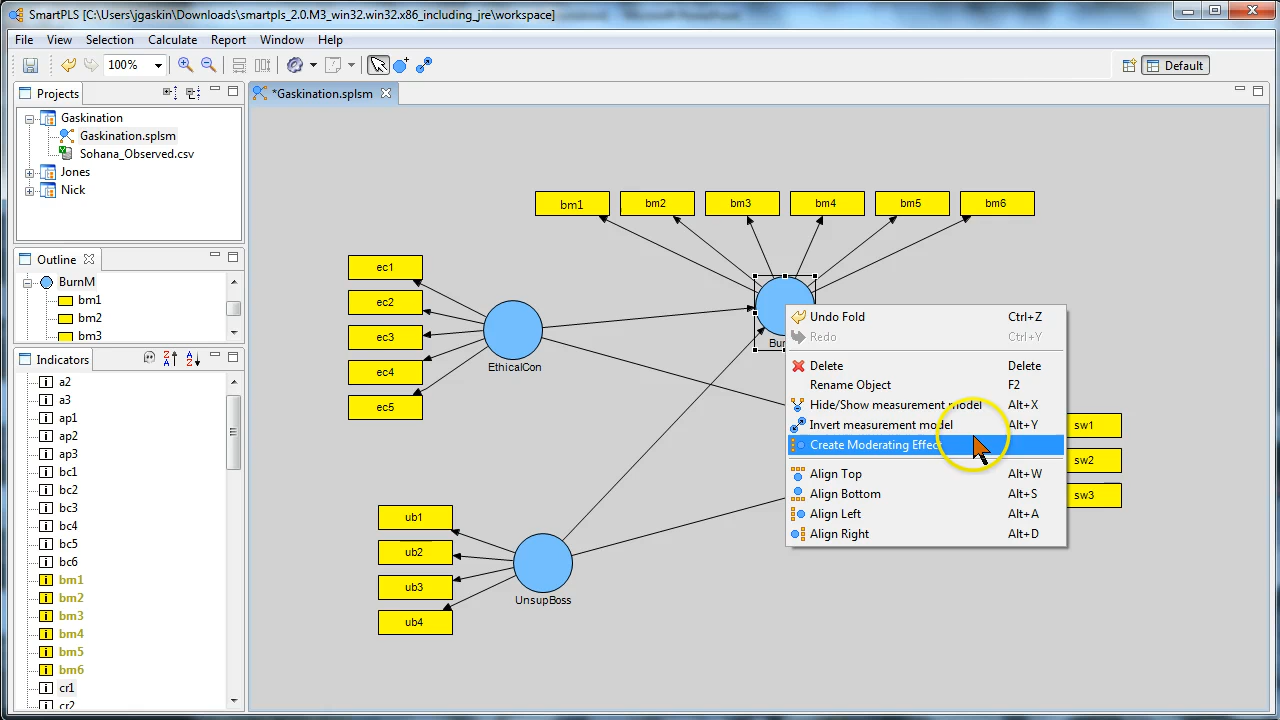 SmartPLS [C:\Users\jgaskin\Downloads\smartpls_2.0.M3_win32.win32.x86_including_jre\workspace]
File View Selection Calculate Report Window Help
100%
Default
Projects
*Gaskination.splsm
Gaskination
Gaskination.splsm
Sohana_Observed.csv
Jones
Nick
Outline
BurnM
bm1
bm2
bm3
Indicators
a2
a3
ap1
ap2
ap3
bc1
bc2
bc3
bc4
bc5
bc6
bm1
bm2
bm3
bm4
bm5
bm6
cr1
cr2
bm1 bm2 bm3 bm4 bm5 bm6
ec1
ec2
ec3
ec4
ec5
EthicalCon
ub1
ub2
ub3
ub4
UnsupBoss
Undo Fold Ctrl+Z
Redo Ctrl+Y
Delete Delete
Rename Object F2
Hide/Show measurement model Alt+X
Invert measurement model Alt+Y
Create Moderating Effect
Align Top Alt+W
Align Bottom Alt+S
Align Left Alt+A
Align Right Alt+D
sw1
sw2
sw3